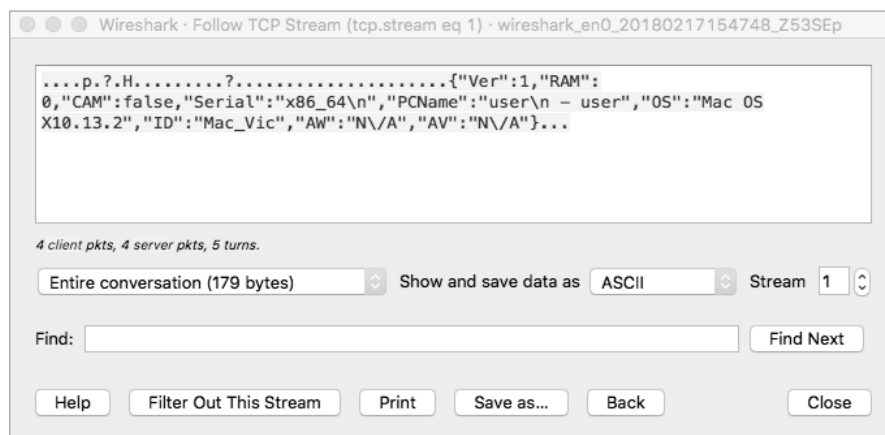 Wireshark · Follow TCP Stream (tcp.stream eq 1) · wireshark_en0_20180217154748_Z53SEp
....p.?.H.........?.....................{"Ver":1,"RAM":
0,"CAM":false,"Serial":"x86_64\n","PCName":"user\n – user","OS":"Mac OS
X10.13.2","ID":"Mac_Vic","AW":"N\/A","AV":"N\/A"}...
4 client pkts, 4 server pkts, 5 turns.
Entire conversation (179 bytes) Show and save data as ASCII Stream 1
Find: Find Next
Help Filter Out This Stream Print Save as... Back Close